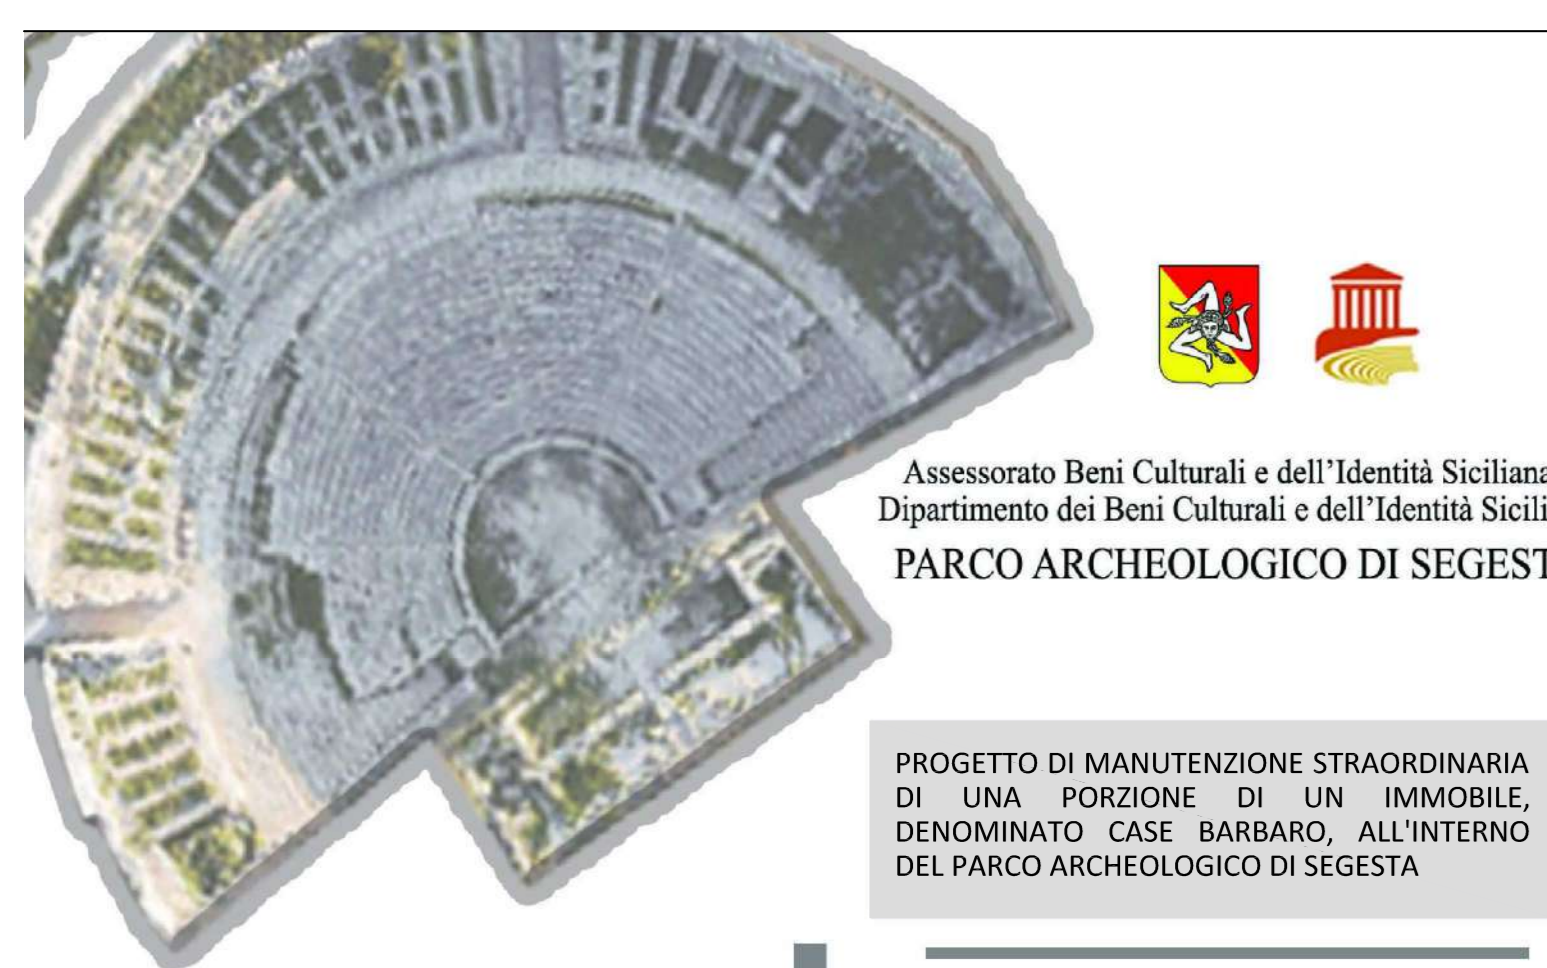 Assessorato Beni Culturali e dell’Identità Siciliana
Dipartimento dei Beni Culturali e dell’Identità Sicili
PARCO ARCHEOLOGICO DI SEGEST
PROGETTO DI MANUTENZIONE STRAORDINARIA
DI UNA PORZIONE DI UN IMMOBILE,
DENOMINATO CASE BARBARO, ALL'INTERNO
DEL PARCO ARCHEOLOGICO DI SEGESTA